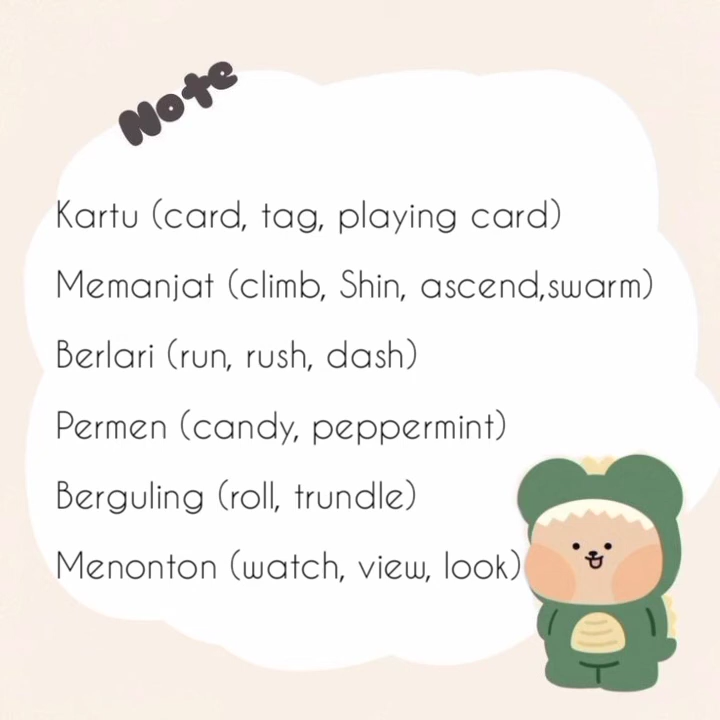 Note
Kartu (card, tag, playing card)
Memanjat (climb, Shin, ascend,swarm)
Berlari (run, rush, dash)
Permen (candy, peppermint)
Berguling (roll, trundle)
Menonton (watch, view, look)